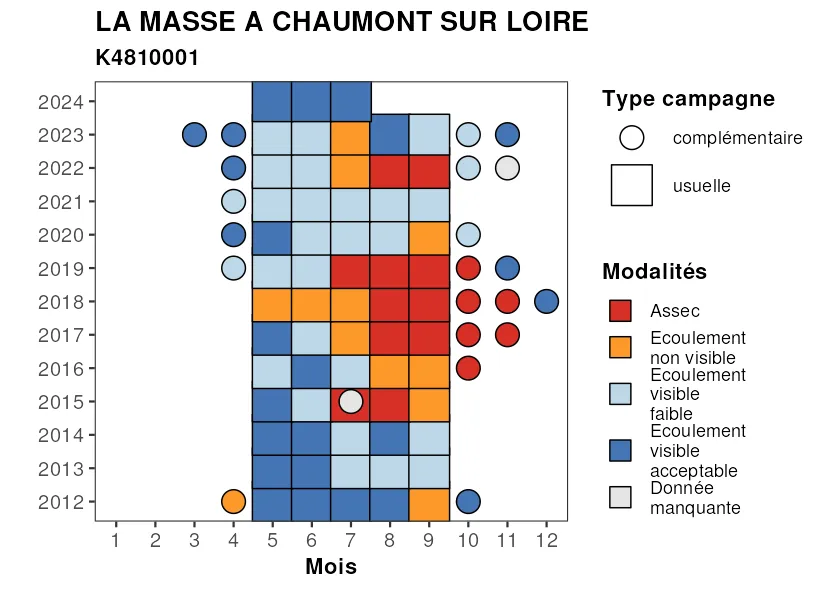 LA MASSE A CHAUMONT SUR LOIRE
K4810001
2024
2023
2022
2021
2020
2019
2018
2017
2016
2015
2014
2013
2012
1 2 3 4 5 6 7 8 9 10 11 12
Mois
Type campagne
complémentaire
usuelle
Modalités
Assec
Ecoulement
non visible
Ecoulement
visible
faible
Ecoulement
visible
acceptable
Donnée
manquante